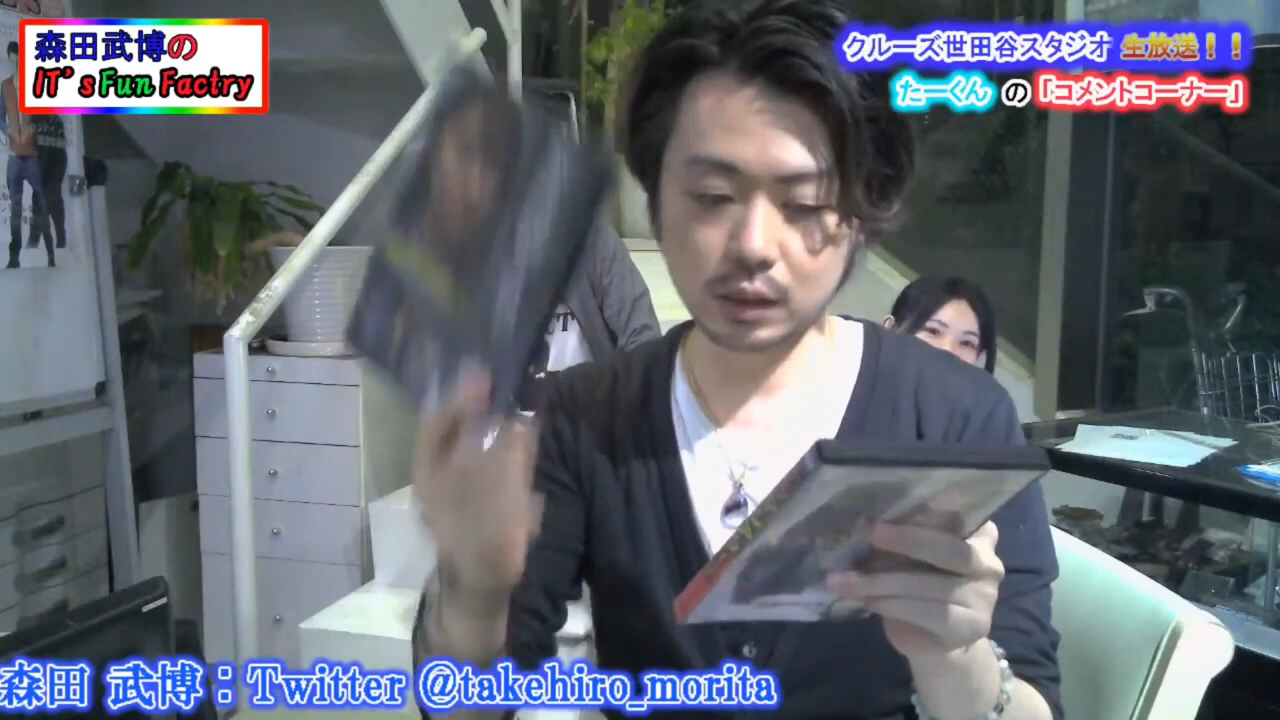 森田武博の
IT'sFunFactry
クルーズ世田谷スタジオ 生放送！！
たーくん の 「コメントコーナー」
森田 武博：Twitter @takehiro_morita